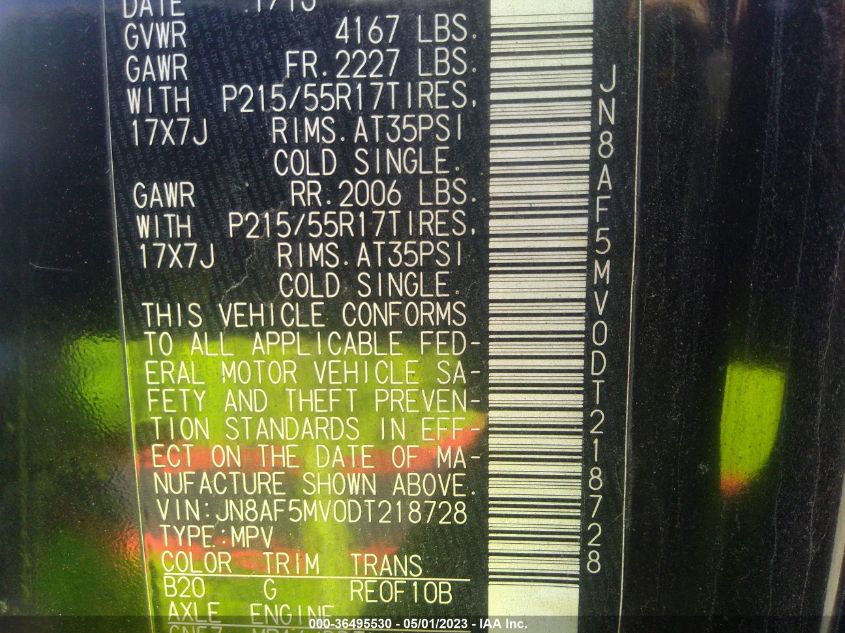 DATE 1/13
GVWR 4167 LBS.
GAWR FR. 2227 LBS.
WITH P215/55R17TIRES,
17X7J RIMS. AT35PSI
COLD SINGLE.
GAWR RR. 2006 LBS.
WITH P215/55R17TIRES,
17X7J RIMS. AT35PSI
COLD SINGLE.
THIS VEHICLE CONFORMS
TO ALL APPLICABLE FED-
ERAL MOTOR VEHICLE SA-
FETY AND THEFT PREVEN-
TION STANDARDS IN EFF-
ECT ON THE DATE OF MA-
NUFACTURE SHOWN ABOVE.
VIN:JN8AF5MV0DT218728
TYPE:MPV
COLOR TRIM TRANS
B20 G RE0F10B
AXLE ENGINE
JN8AF5MV0DT218728
000-36495530 - 05/01/2023 - IAA Inc.